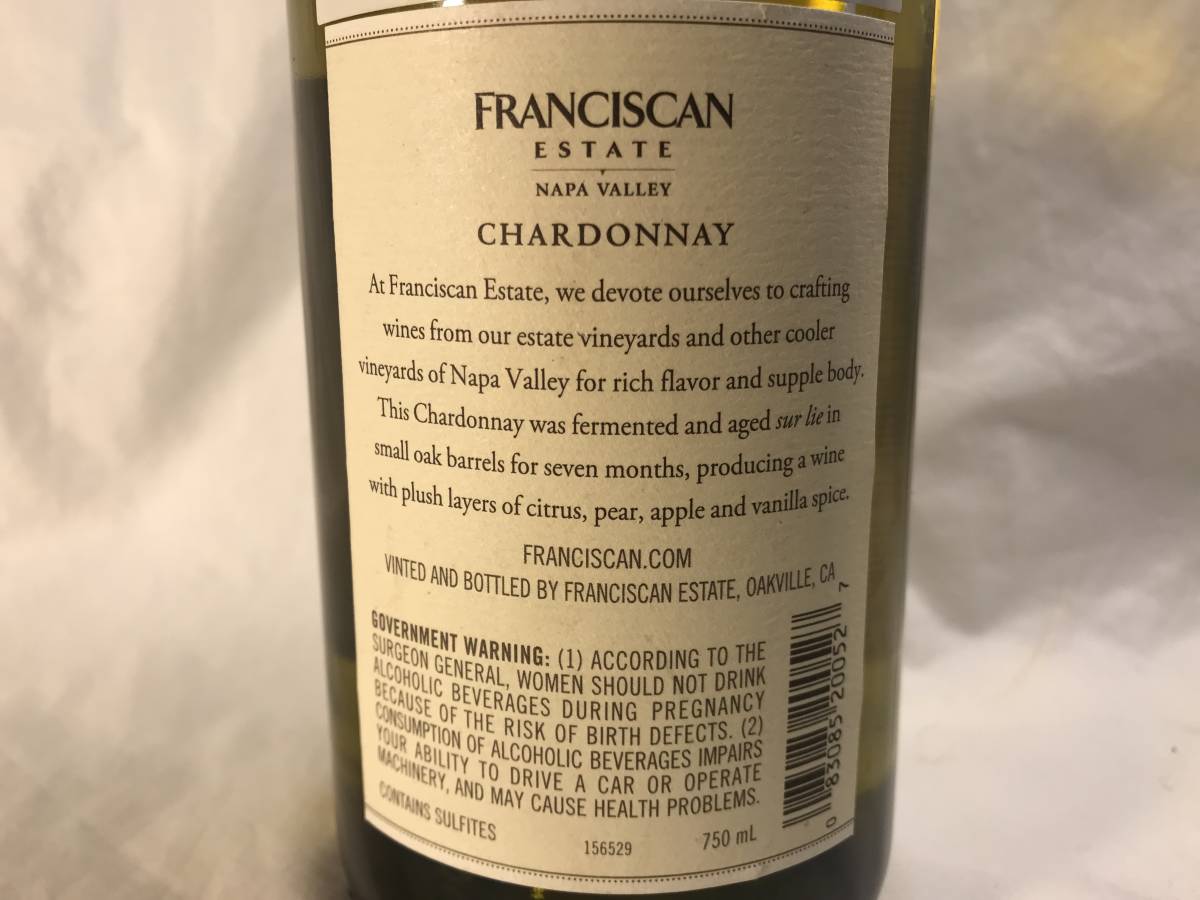 FRANCISCAN
ESTATE
NAPA VALLEY
CHARDONNAY
At Franciscan Estate, we devote ourselves to crafting
wines from our estate vineyards and other cooler
vineyards of Napa Valley for rich flavor and supple body.
This Chardonnay was fermented and aged sur lie in
small oak barrels for seven months, producing a wine
with plush layers of citrus, pear, apple and vanilla spice.
FRANCISCAN.COM
VINTED AND BOTTLED BY FRANCISCAN ESTATE, OAKVILLE, CA
GOVERNMENT WARNING: (1) ACCORDING TO THE
SURGEON GENERAL, WOMEN SHOULD NOT DRINK
ALCOHOLIC BEVERAGES DURING PREGNANCY
BECAUSE OF THE RISK OF BIRTH DEFECTS. (2)
CONSUMPTION OF ALCOHOLIC BEVERAGES IMPAIRS
YOUR ABILITY TO DRIVE A CAR OR OPERATE
MACHINERY, AND MAY CAUSE HEALTH PROBLEMS.
CONTAINS SULFITES
156529
750 mL
0 83085 20052 7